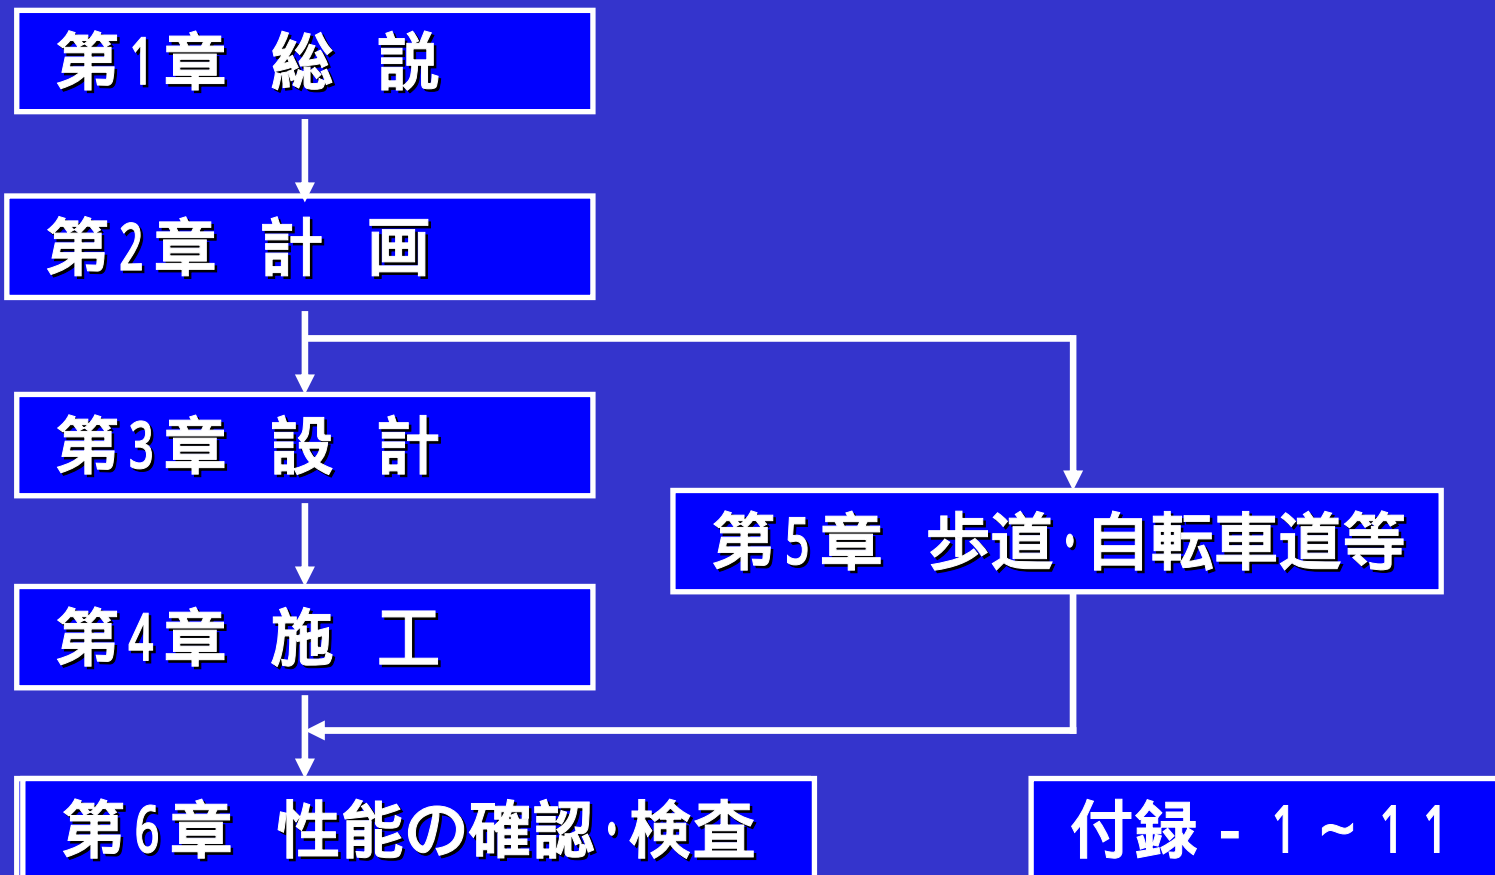 第1章 総 説
第2章 計 画
第3章 設 計
第5章 歩道･自転車道等
第4章 施 工
第6章 性能の確認･検査
付録-1～11